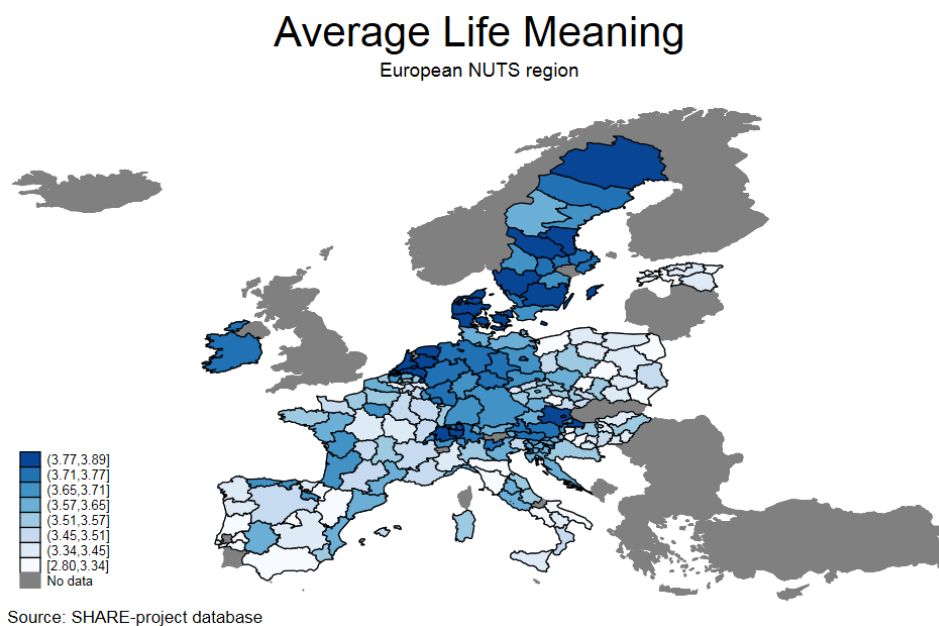 Average Life Meaning
European NUTS region
(3.77,3.89]
(3.71,3.77]
(3.65,3.71]
(3.57,3.65]
(3.51,3.57]
(3.45,3.51]
(3.34,3.45]
[2.80,3.34]
No data
Source: SHARE-project database